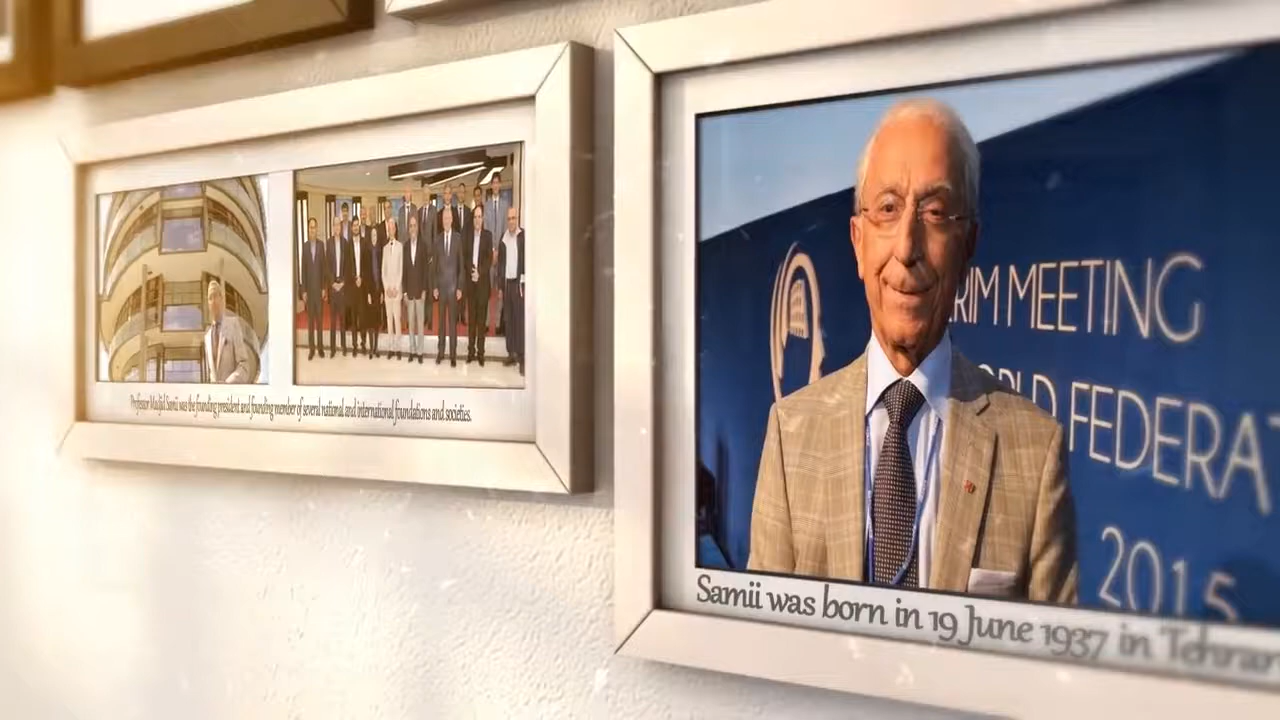 Professor Madjid Samii was the founding president and founding member of several national and international foundations and societies.
RIM MEETING
FEDERAT
2015
Samii was born in 19 June 1937 in Tehran